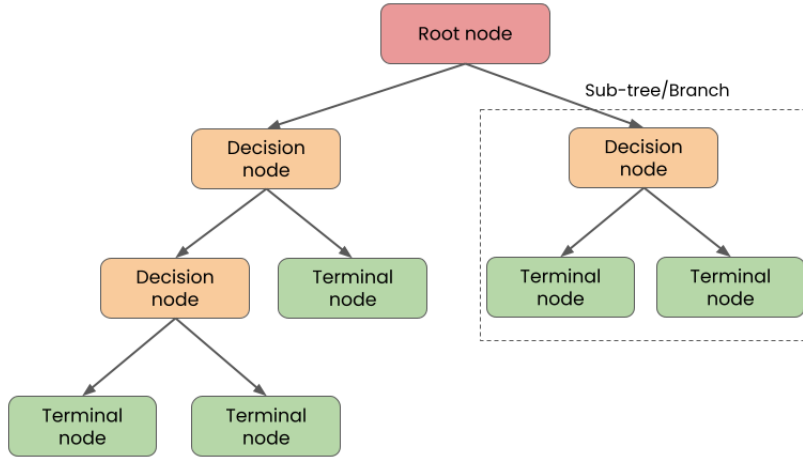 Root node
Sub-tree/Branch
Decision
node
Decision
node
Decision
node
Terminal
node
Terminal
node
Terminal
node
Terminal
node
Terminal
node